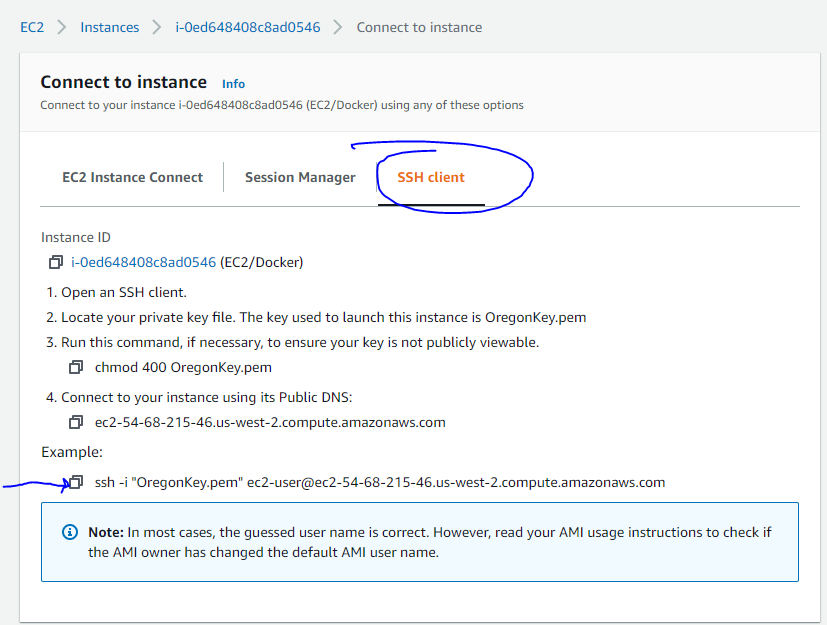 EC2 > Instances > i-0ed648408c8ad0546 > Connect to instance
Connect to instance Info
Connect to your instance i-0ed648408c8ad0546 (EC2/Docker) using any of these options
EC2 Instance Connect Session Manager SSH client
Instance ID
i-0ed648408c8ad0546 (EC2/Docker)
1. Open an SSH client.
2. Locate your private key file. The key used to launch this instance is OregonKey.pem
3. Run this command, if necessary, to ensure your key is not publicly viewable.
chmod 400 OregonKey.pem
4. Connect to your instance using its Public DNS:
ec2-54-68-215-46.us-west-2.compute.amazonaws.com
Example:
ssh -i "OregonKey.pem" ec2-user@ec2-54-68-215-46.us-west-2.compute.amazonaws.com
Note: In most cases, the guessed user name is correct. However, read your AMI usage instructions to check if
the AMI owner has changed the default AMI user name.